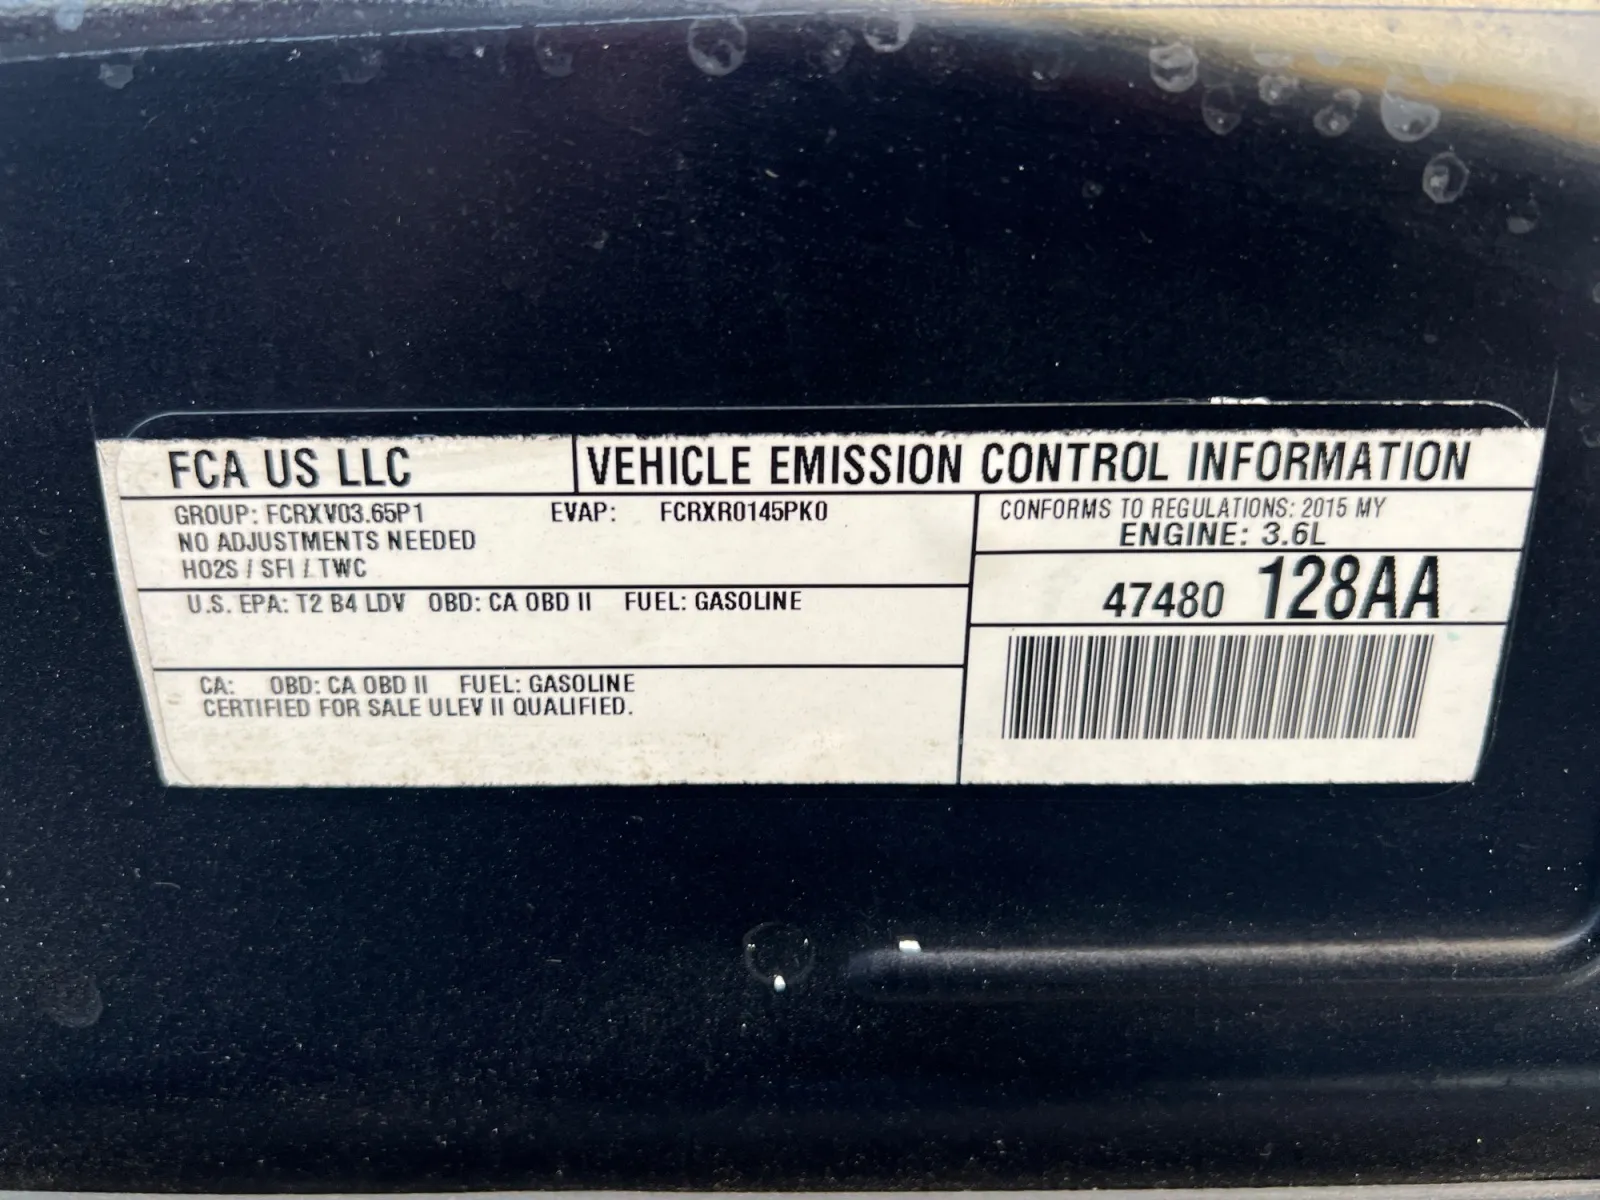 FCA US LLC VEHICLE EMISSION CONTROL INFORMATION
GROUP: FCRXV03.65P1 EVAP: FCRXR0145PK0
NO ADJUSTMENTS NEEDED
HO2S / SFI / TWC
U.S. EPA: T2 B4 LDV OBD: CA OBD II FUEL: GASOLINE
CA: OBD: CA OBD II FUEL: GASOLINE
CERTIFIED FOR SALE ULEV II QUALIFIED.
CONFORMS TO REGULATIONS: 2015 MY
ENGINE: 3.6L
47480 128AA